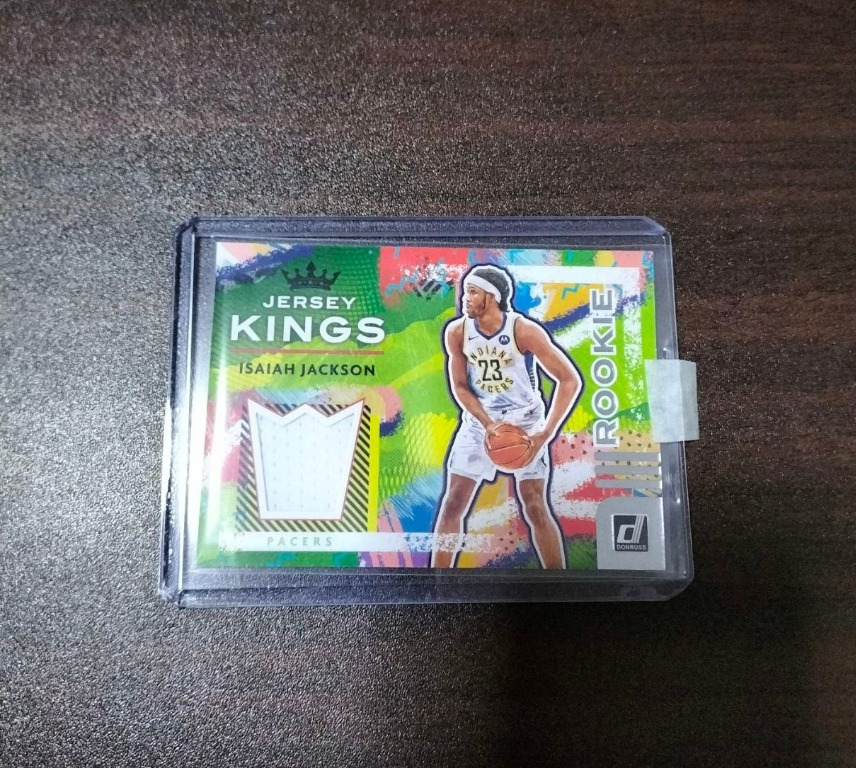 JERSEY
KINGS
ISAIAH JACKSON
PACERS
INDIANA
23
PACERS
ROOKIE
d
DONRUSS